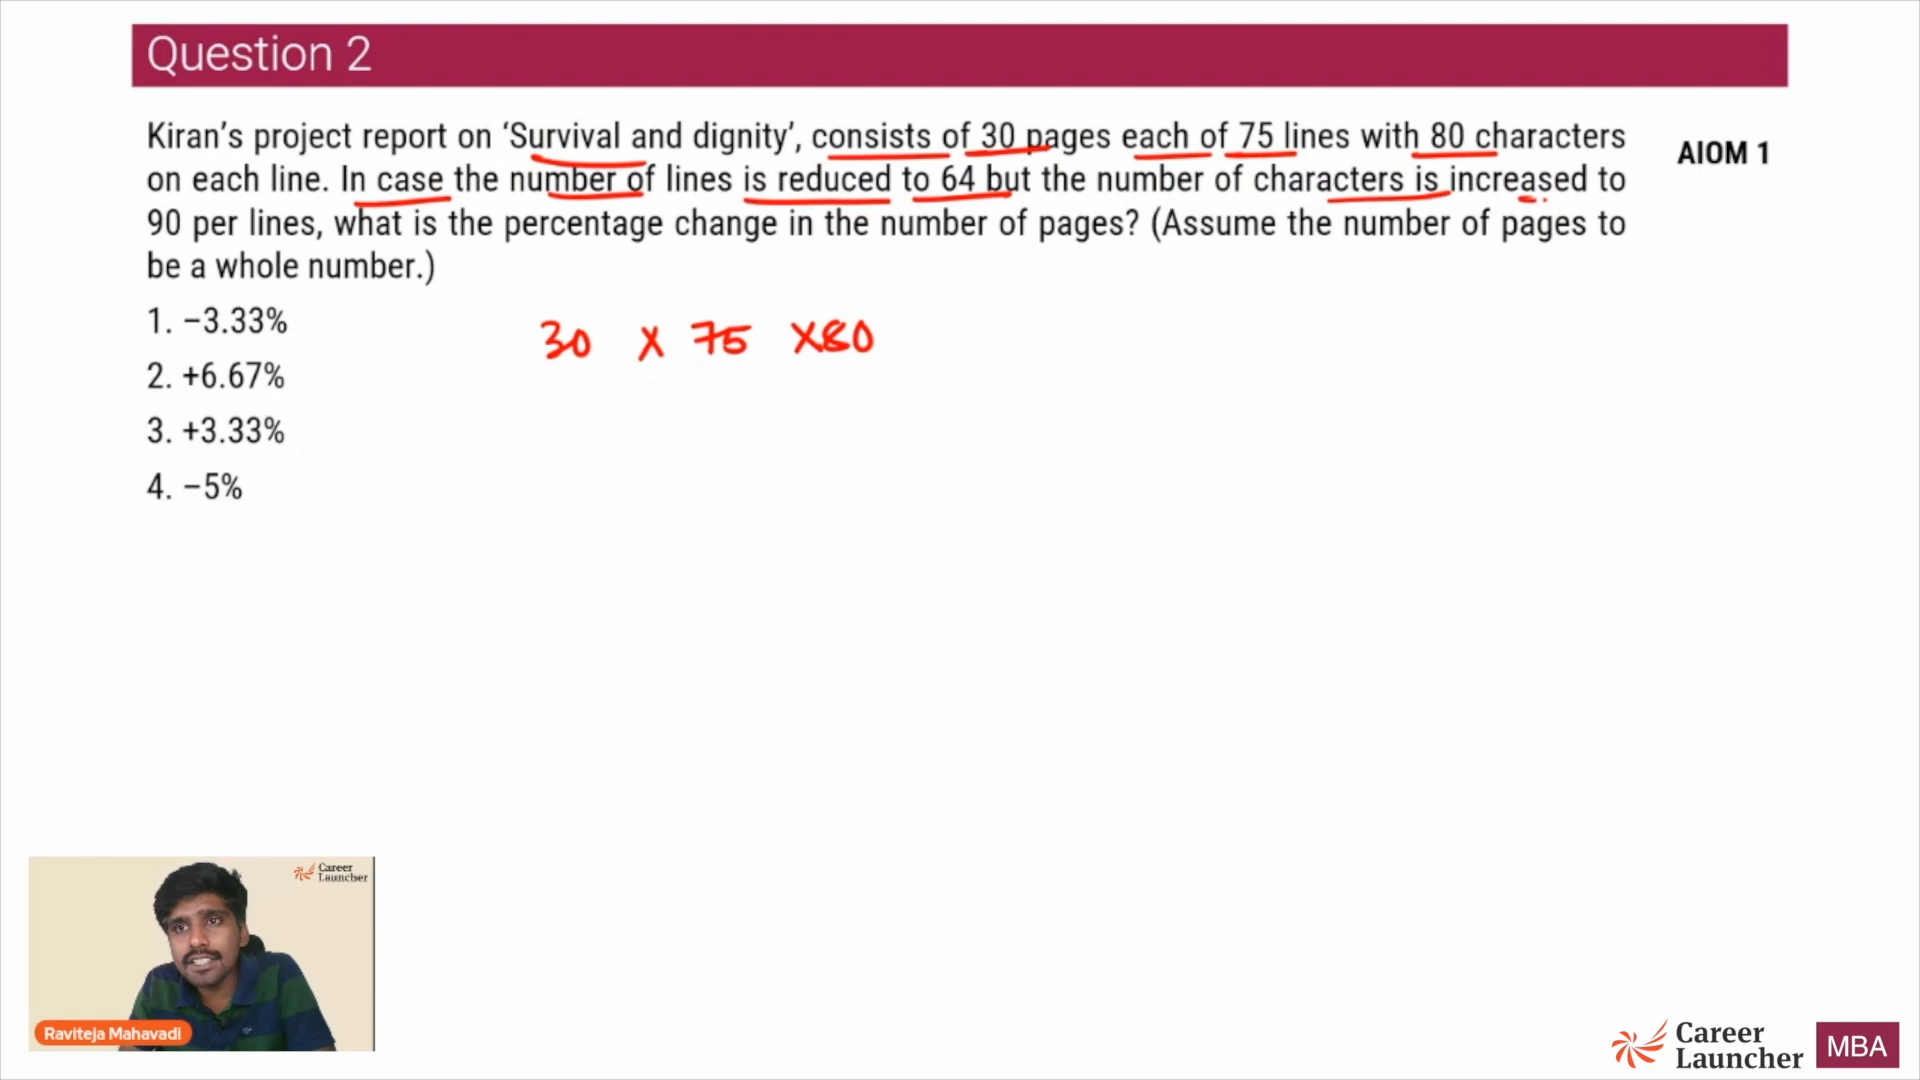 Question 2
Kiran’s project report on ‘Survival and dignity’, consists of 30 pages each of 75 lines with 80 characters
on each line. In case the number of lines is reduced to 64 but the number of characters is increased to
90 per lines, what is the percentage change in the number of pages? (Assume the number of pages to
be a whole number.)
AIOM 1
1. –3.33%
2. +6.67%
3. +3.33%
4. –5%
30 x 75 x80
Career
Launcher
Raviteja Mahavadi
Career
Launcher
MBA